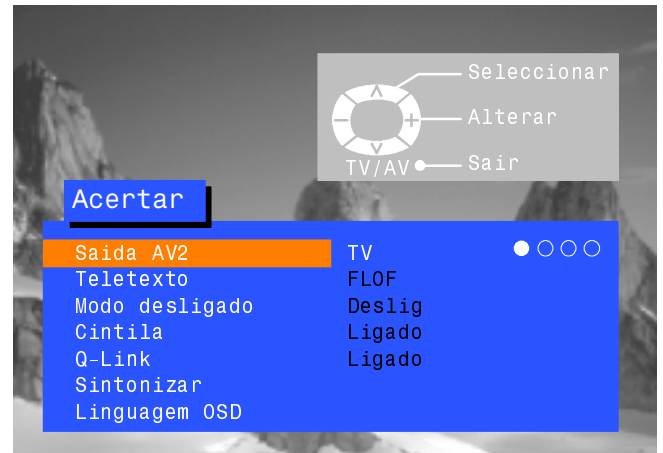 Seleccionar
Alterar
TV/AV Sair
Acertar
Saida AV2 TV
Teletexto FLOF
Modo desligado Deslig
Cintila Ligado
Q-Link Ligado
Sintonizar
Linguagem OSD